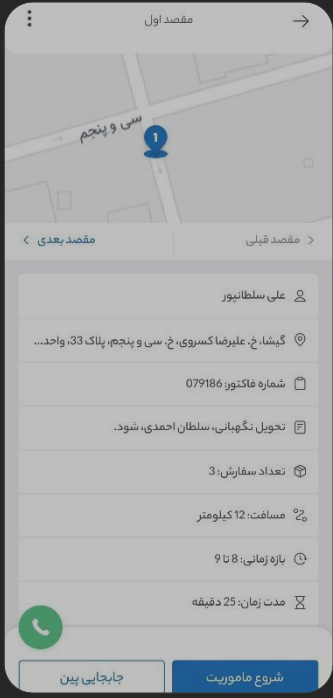 مقصد اول
سی و پنجم
1
مقصد قبلی
مقصد بعدی
علی سلطانپور
گیشا، خ. علیرضا کسروی، خ. سی و پنجم، پلاک 33، واحد...
شماره فاکتور: 079186
تحویل نگهبانی، سلطان احمدی، شود.
تعداد سفارش: 3
مسافت: 12 کیلومتر
بازه زمانی: 8 تا 9
مدت زمان: 25 دقیقه
شروع ماموریت
جابجایی پین